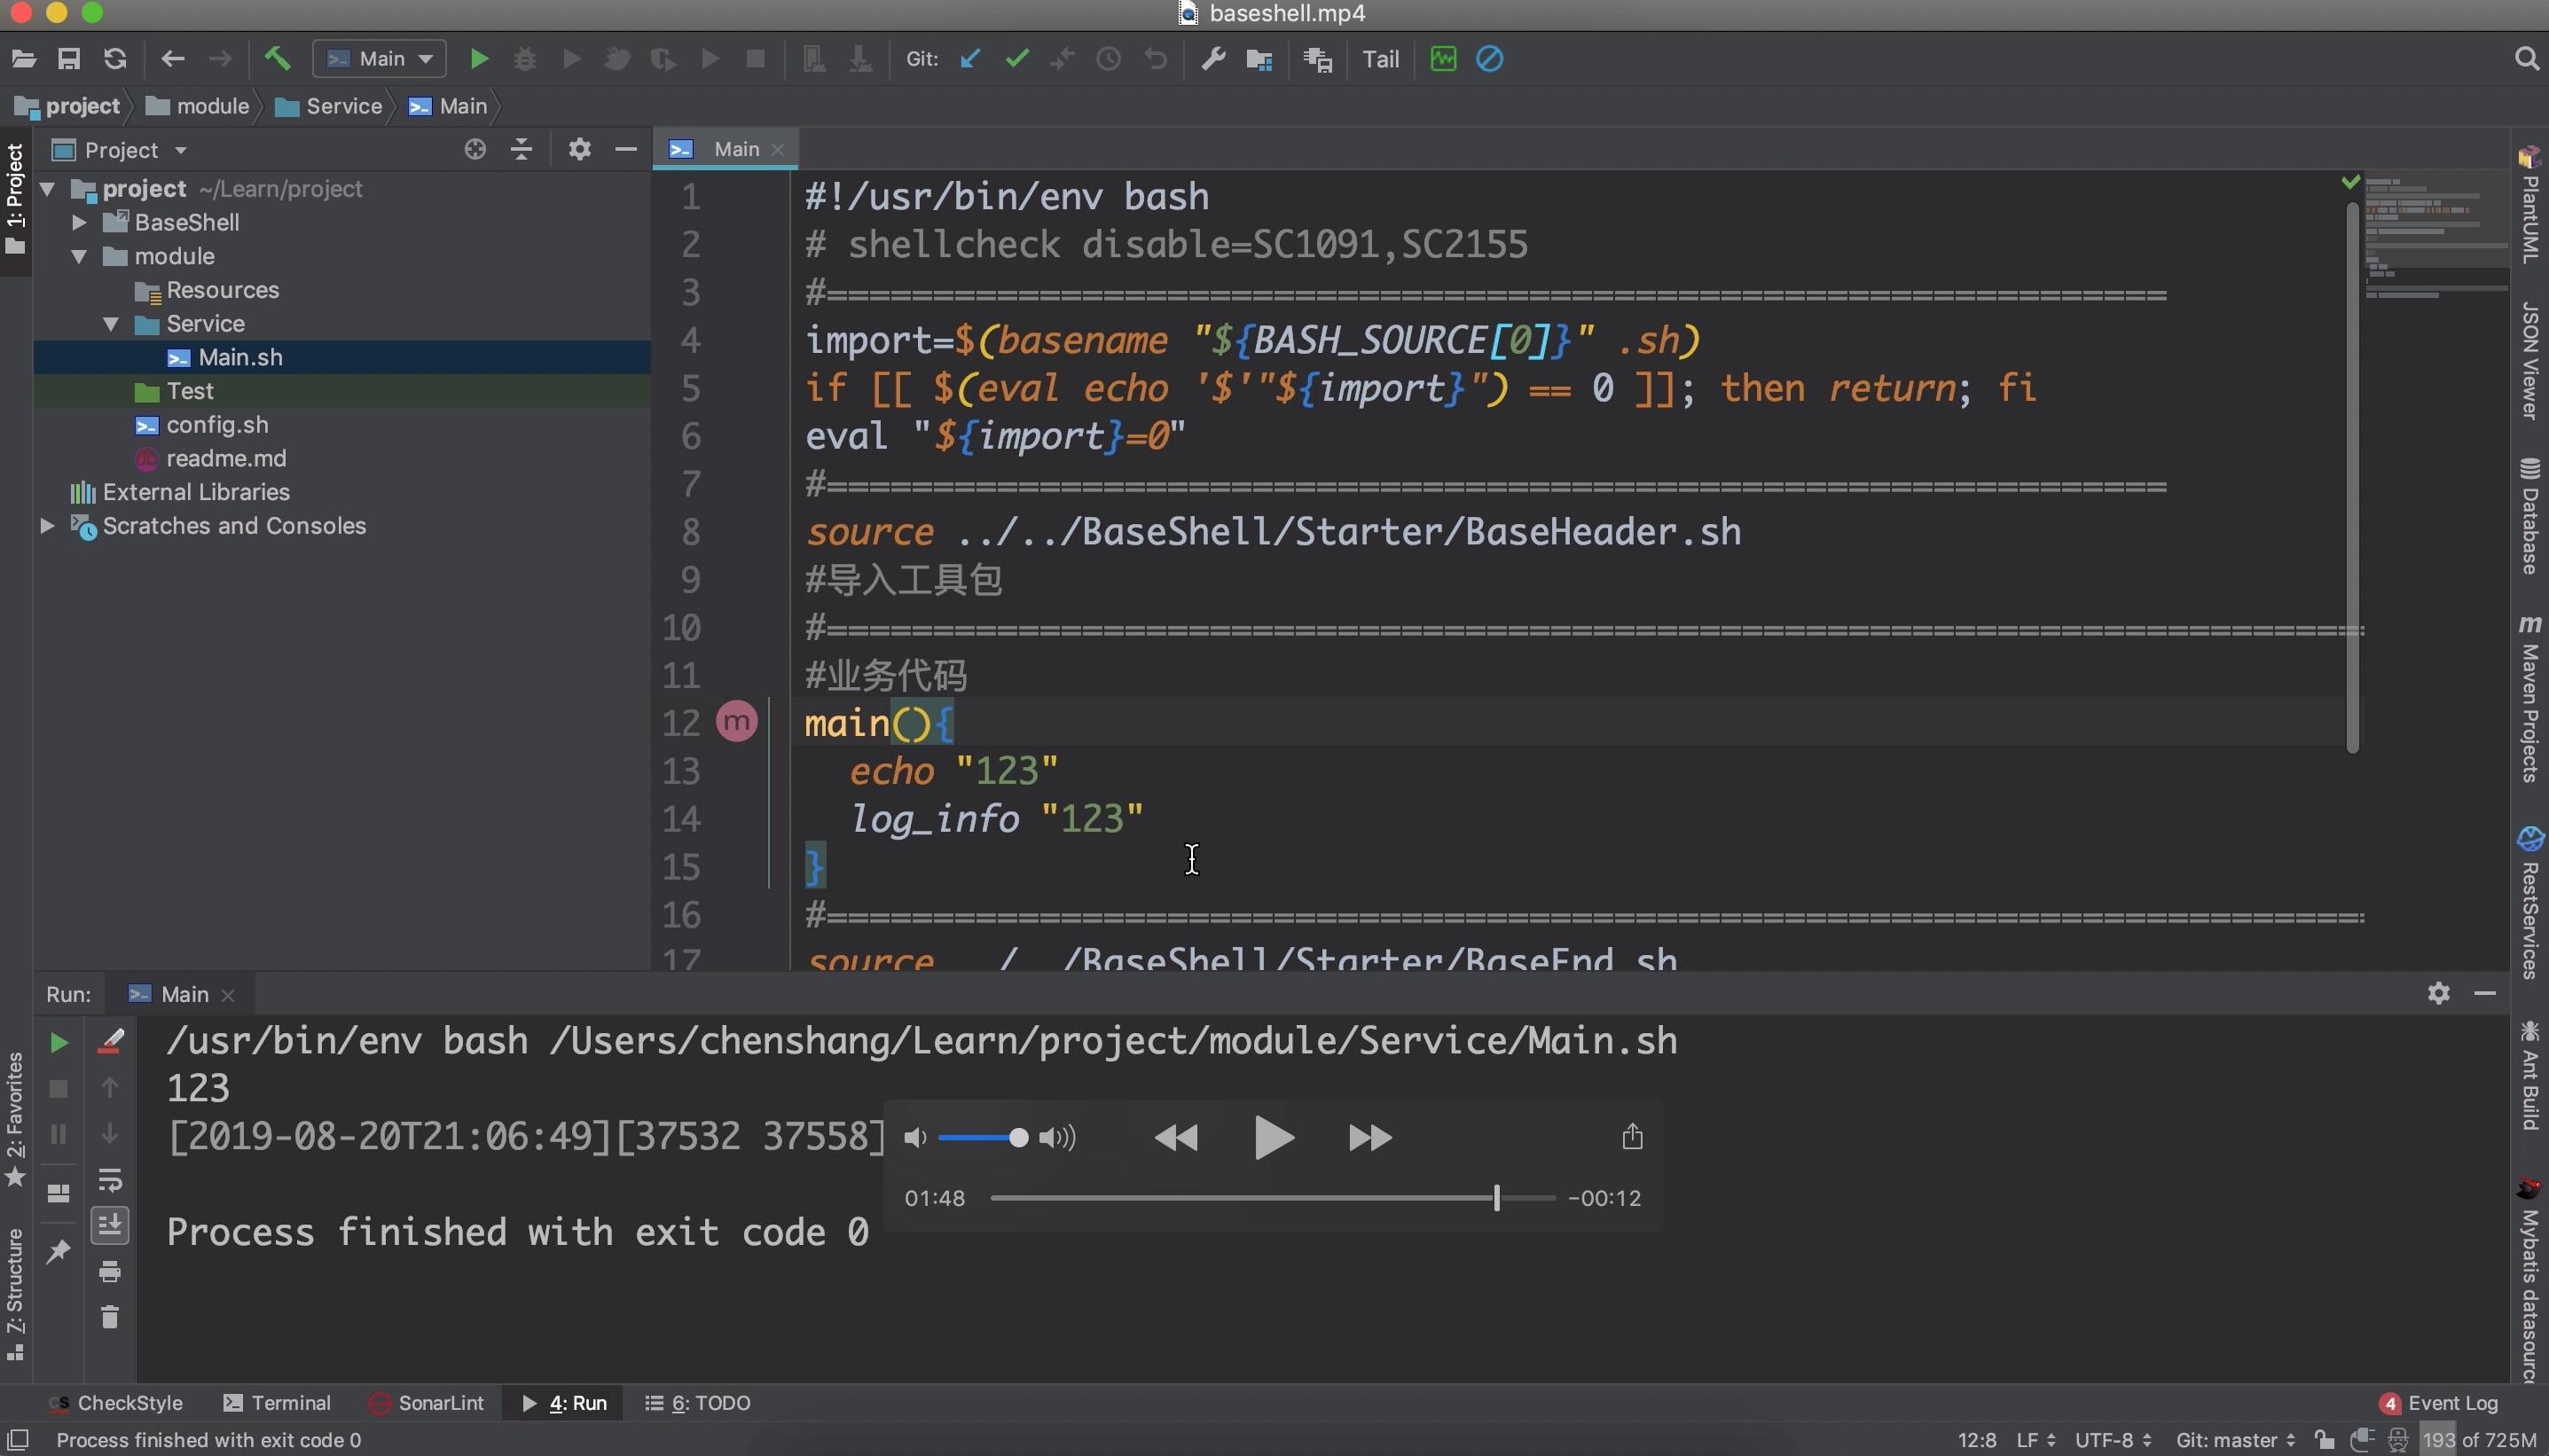 baseshell.mp4
Main
Git:
Tail
project
module
Service
Main
Project
Main
project ~/Learn/project
BaseShell
module
Resources
Service
Main.sh
Test
config.sh
readme.md
External Libraries
Scratches and Consoles
1: Project
2: Favorites
Z: Structure
1 #!/usr/bin/env bash
2 # shellcheck disable=SC1091,SC2155
3 #===============================================================
4 import=$(basename "${BASH_SOURCE[0]}" .sh)
5 if [[ $(eval echo '$'"${import}") == 0 ]]; then return; fi
6 eval "${import}=0"
7 #===============================================================
8 source ../../BaseShell/Starter/BaseHeader.sh
9 #导入工具包
10 #=========================================================================
11 #业务代码
12 m main(){
13 echo "123"
14 log_info "123"
15 }
16 #=========================================================================
17 source ../../BaseShell/Starter/BaseEnd.sh
PlantUML
JSON Viewer
Database
m Maven Projects
RestServices
Ant Build
Mybatis datasourc
Run: Main
/usr/bin/env bash /Users/chenshang/Learn/project/module/Service/Main.sh
123
[2019-08-20T21:06:49][37532 37558]
Process finished with exit code 0
01:48
-00:12
CS CheckStyle
Terminal
SonarLint
4: Run
6: TODO
4 Event Log
Process finished with exit code 0
12:8 LF UTF-8 Git: master 193 of 725M